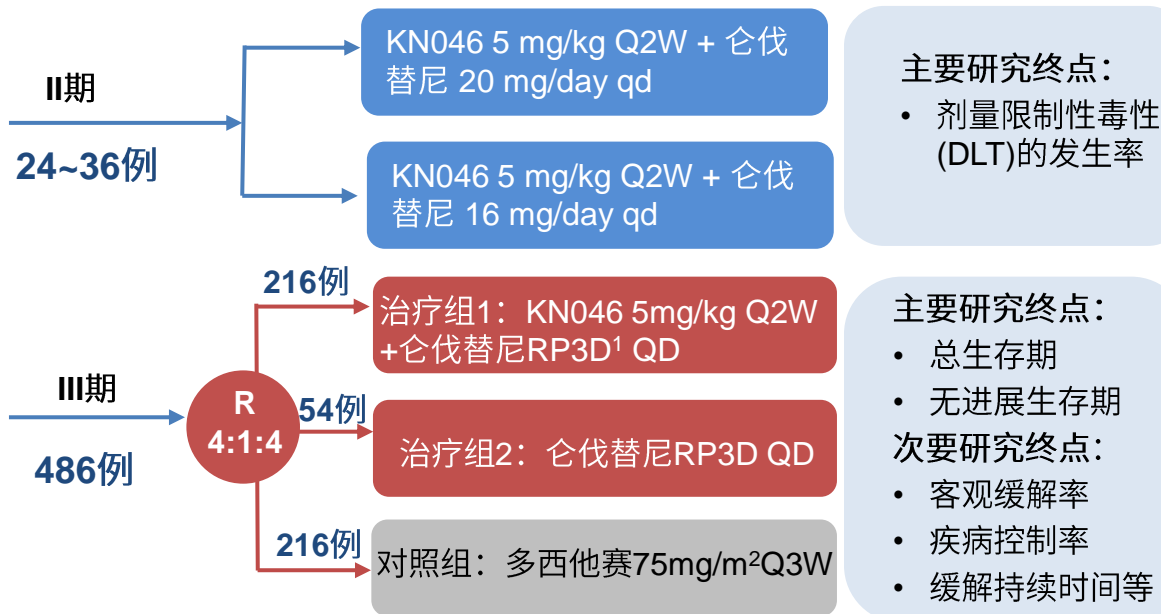 II期
24~36例
KN046 5 mg/kg Q2W + 仑伐
替尼 20 mg/day qd
KN046 5 mg/kg Q2W + 仑伐
替尼 16 mg/day qd
主要研究终点：
• 剂量限制性毒性
(DLT)的发生率
III期
486例
R
4:1:4
216例
治疗组1：KN046 5mg/kg Q2W
+仑伐替尼RP3D¹ QD
54例
治疗组2：仑伐替尼RP3D QD
216例
对照组：多西他赛75mg/m²Q3W
主要研究终点：
• 总生存期
• 无进展生存期
次要研究终点：
• 客观缓解率
• 疾病控制率
• 缓解持续时间等